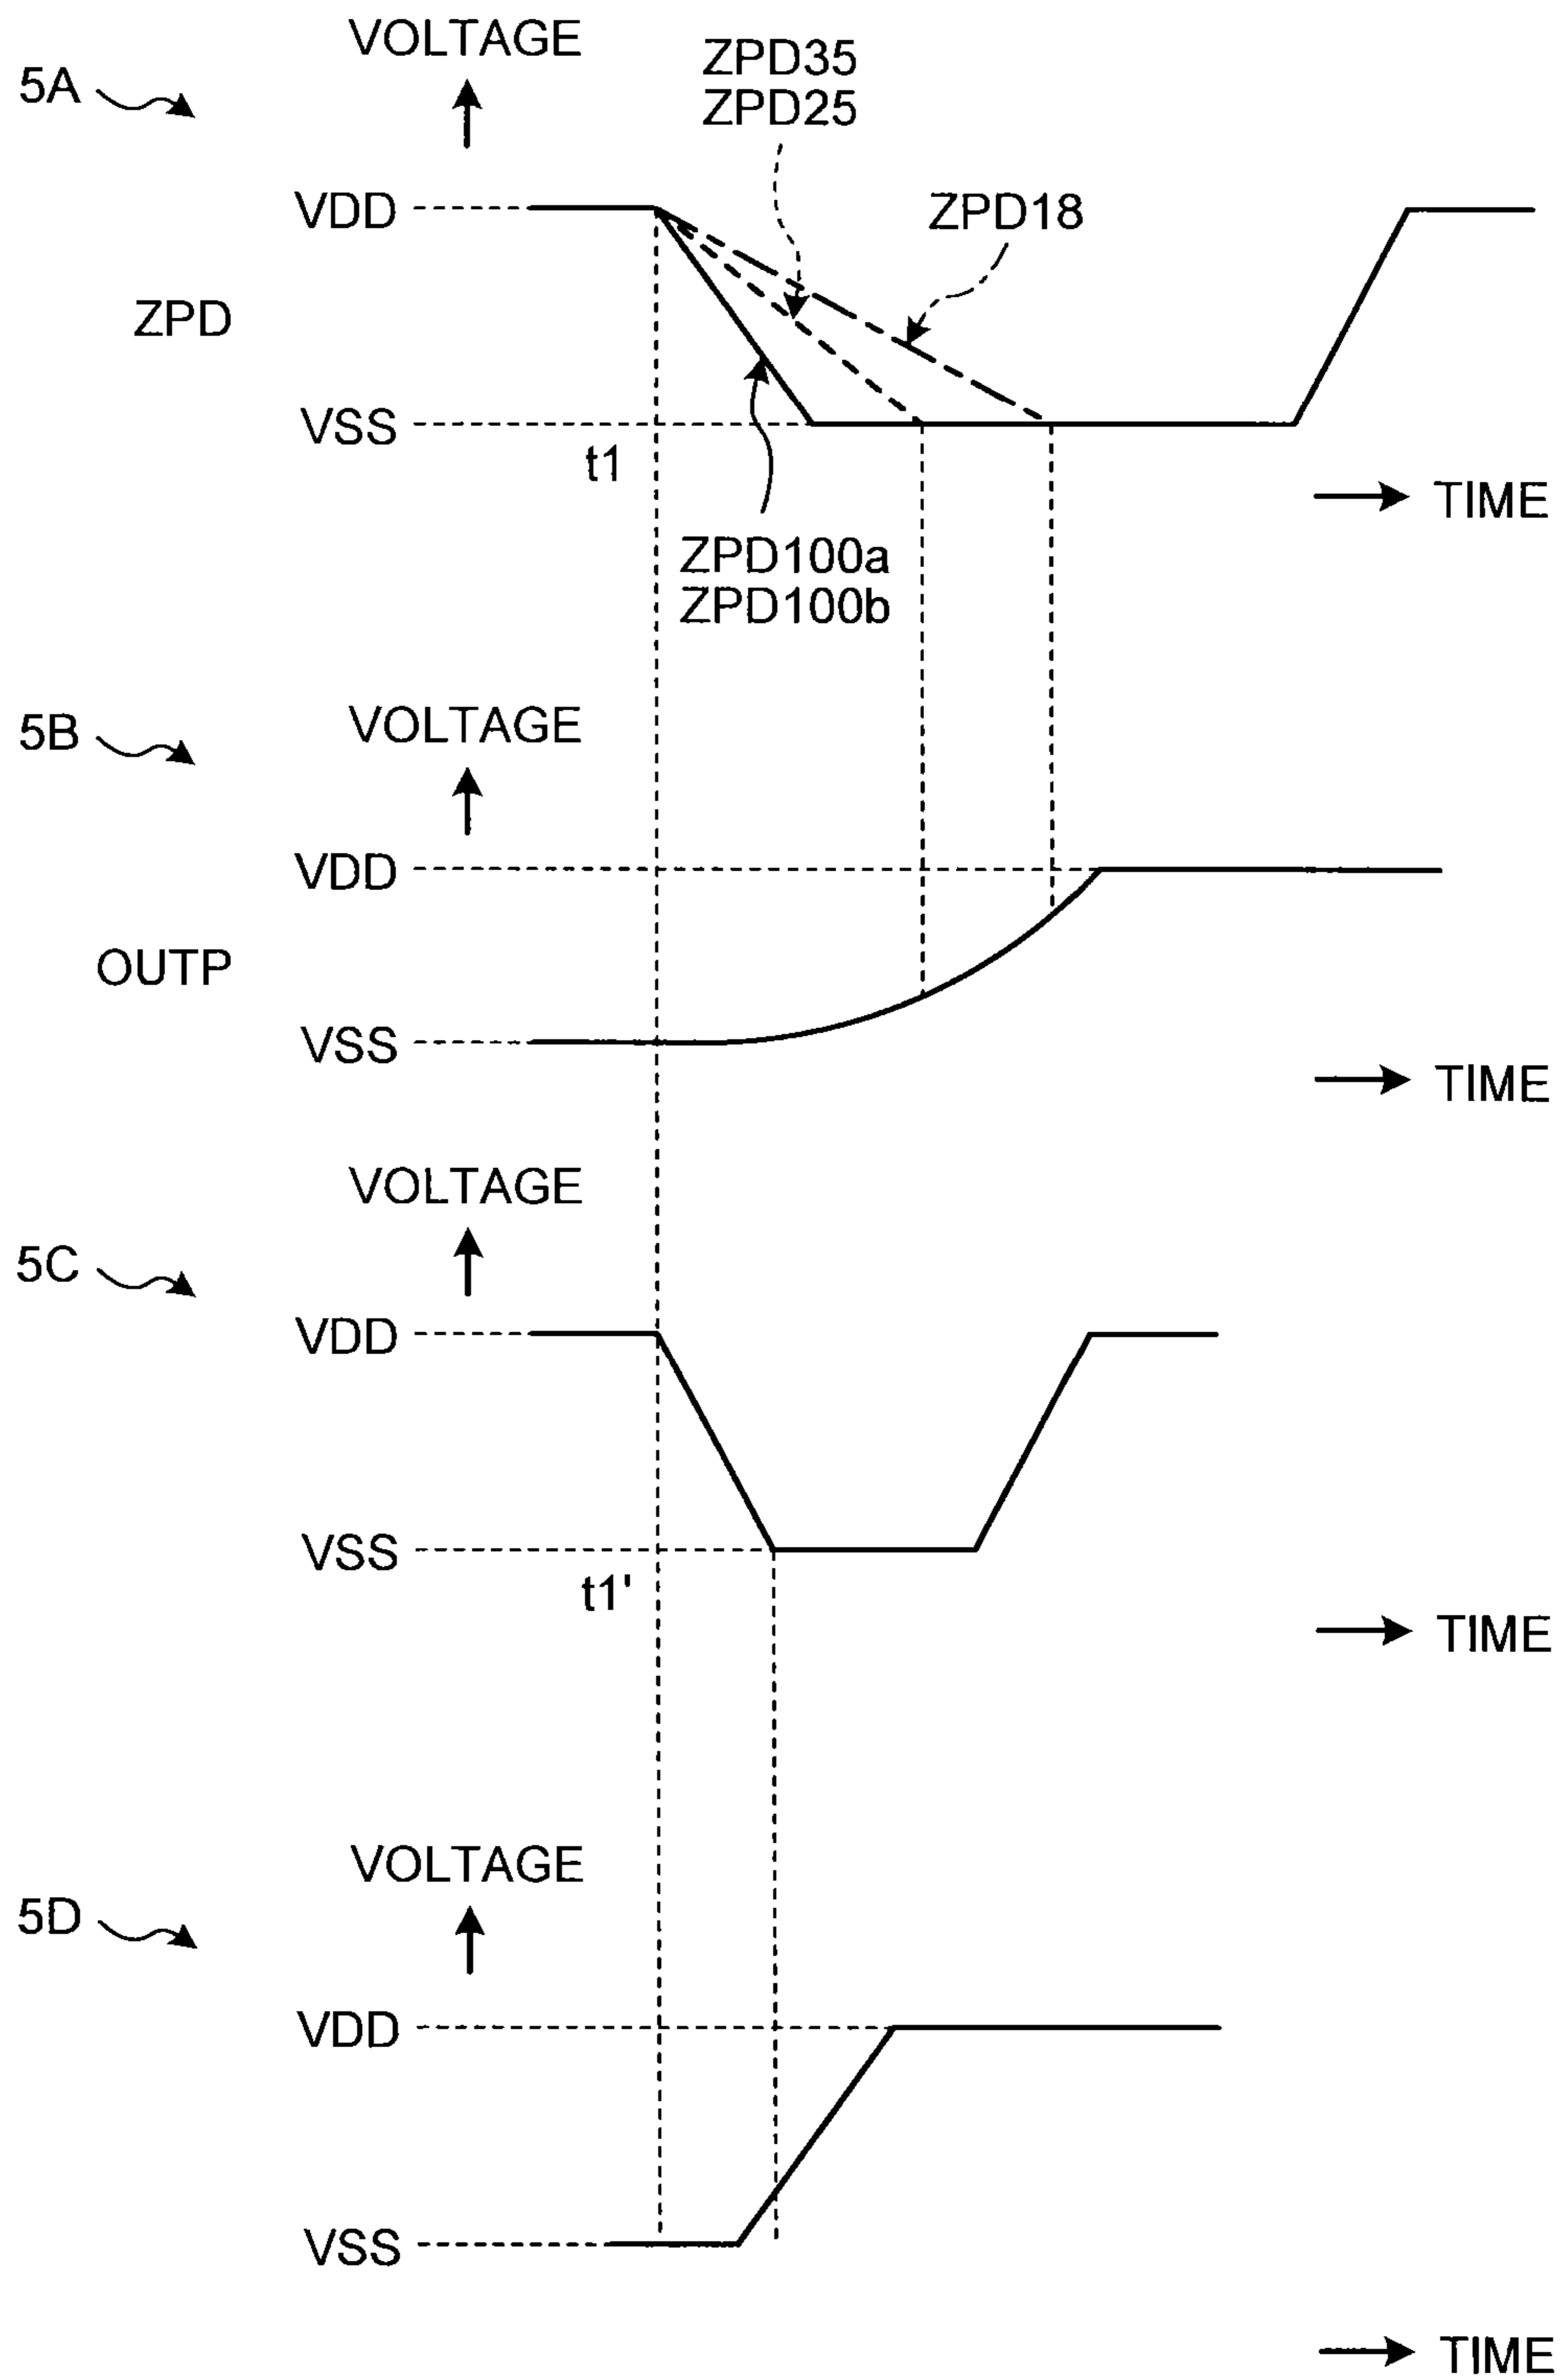 VOLTAGE
ZPD35
ZPD25
5A
VDD
ZPD18
ZPD
VSS
t1
TIME
ZPD100a
ZPD100b
5B
VOLTAGE
VDD
OUTP
VSS
TIME
VOLTAGE
5C
VDD
VSS
t1'
TIME
VOLTAGE
5D
VDD
VSS
TIME